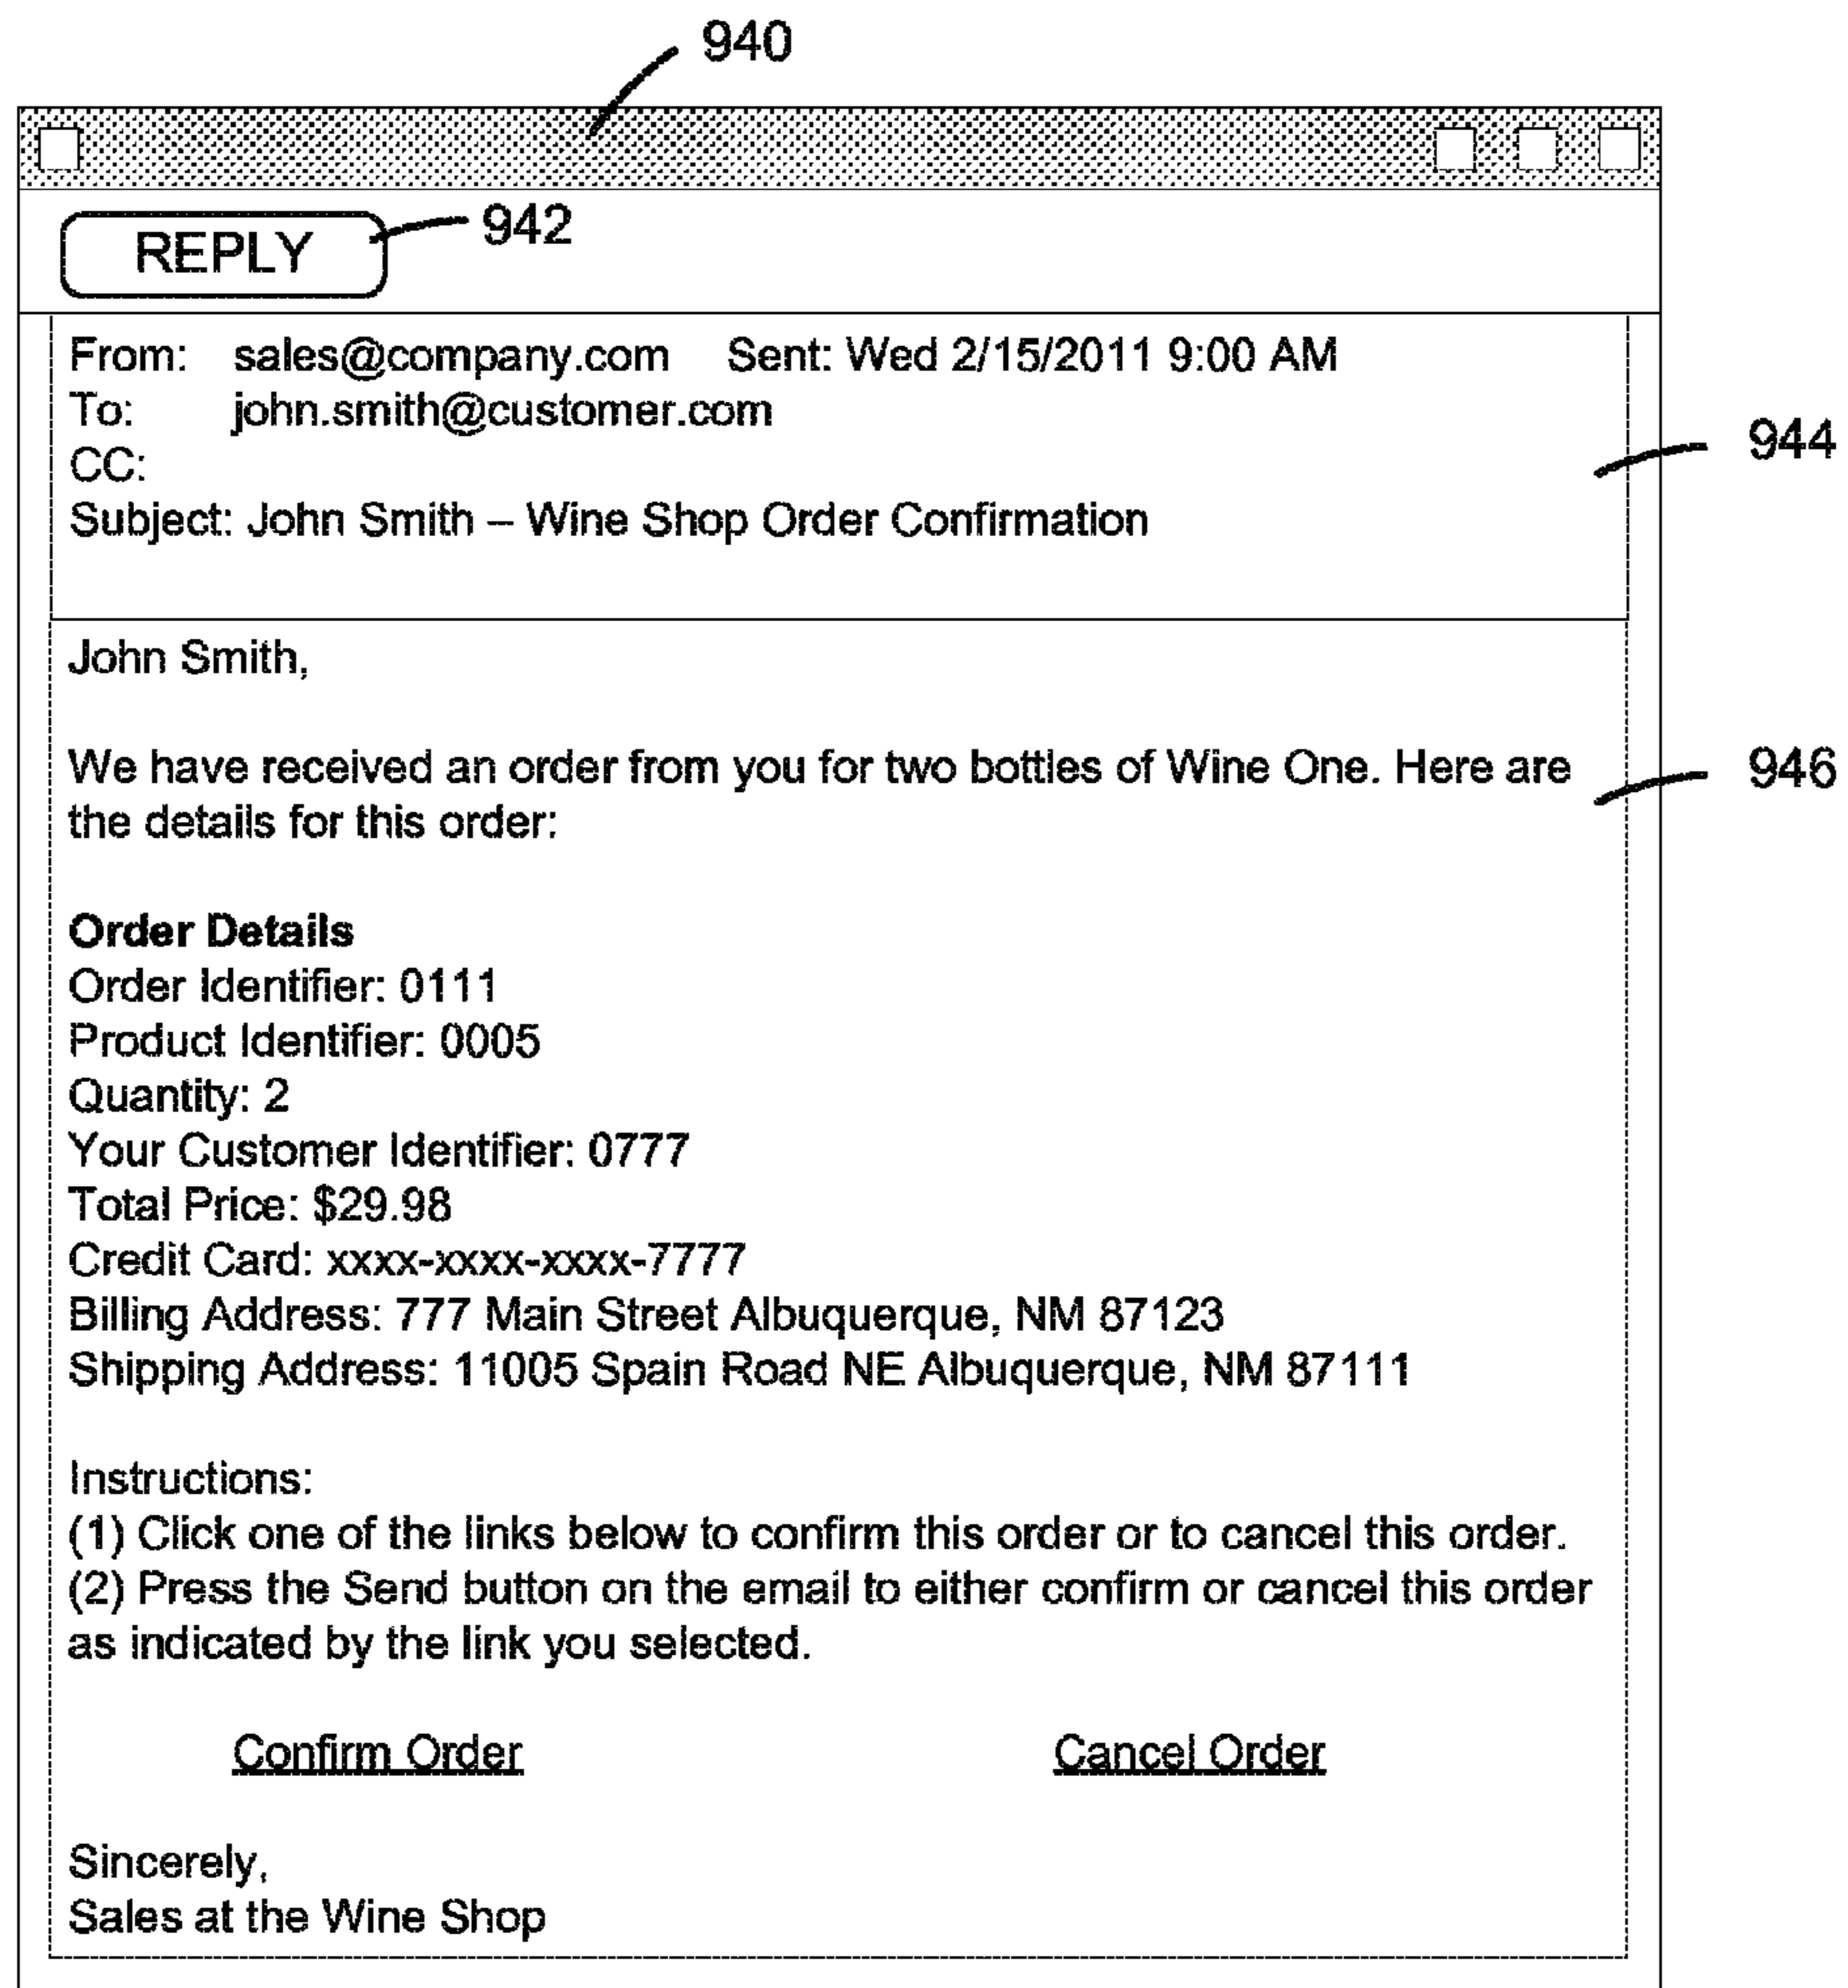 940
REPLY 942
From: sales@company.com Sent: Wed 2/15/2011 9:00 AM
To: john.smith@customer.com
CC:
944
Subject: John Smith – Wine Shop Order Confirmation
John Smith,
We have received an order from you for two bottles of Wine One. Here are
946
the details for this order:
Order Details
Order Identifier: 0111
Product Identifier: 0005
Quantity: 2
Your Customer Identifier: 0777
Total Price: $29.98
Credit Card: xxxx-xxxx-xxxx-7777
Billing Address: 777 Main Street Albuquerque, NM 87123
Shipping Address: 11005 Spain Road NE Albuquerque, NM 87111
Instructions:
(1) Click one of the links below to confirm this order or to cancel this order.
(2) Press the Send button on the email to either confirm or cancel this order
as indicated by the link you selected.
Confirm Order Cancel Order
Sincerely,
Sales at the Wine Shop